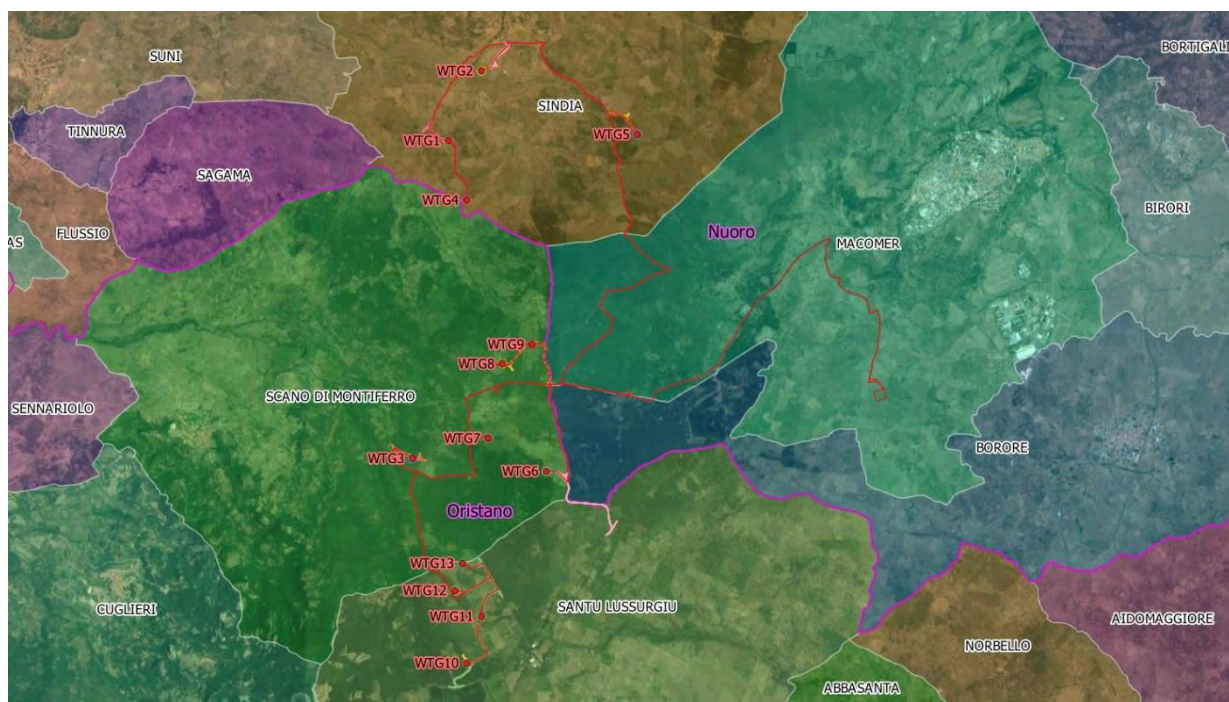 BORTIGALI
SUNI
WTG2
SINDIA
TINNURA
WTG5
WTG1
SAGAMA
WTG4
BIRORI
FLUSSIO
Nuoro
AS
MACOMER
WTG9
WTG8
SCANO DI MONTIFERRO
SENNARIOLO
WTG7
BORORE
WTG3
WTG6
Oristano
WTG13
WTG12
CUGLIERI
SANTU LUSSURGIU
WTG11
AIDOMAGGIORE
NORBELLO
WTG10
ABBASANTA